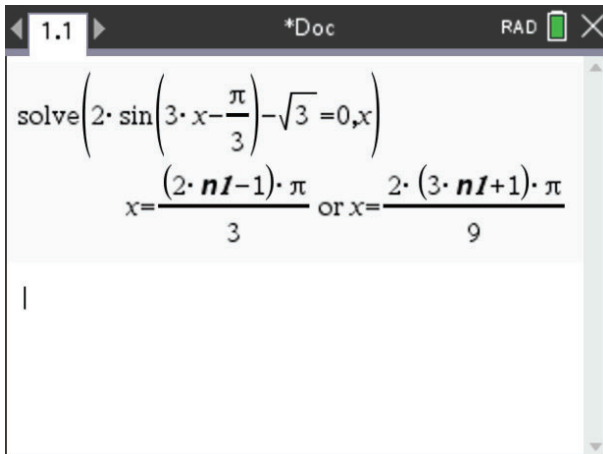 1.1 *Doc RAD
solve(2· sin(3· x−π/3)−√3 =0,x)
x=(2· n1−1)· π/3 or x=2· (3· n1+1)· π/9